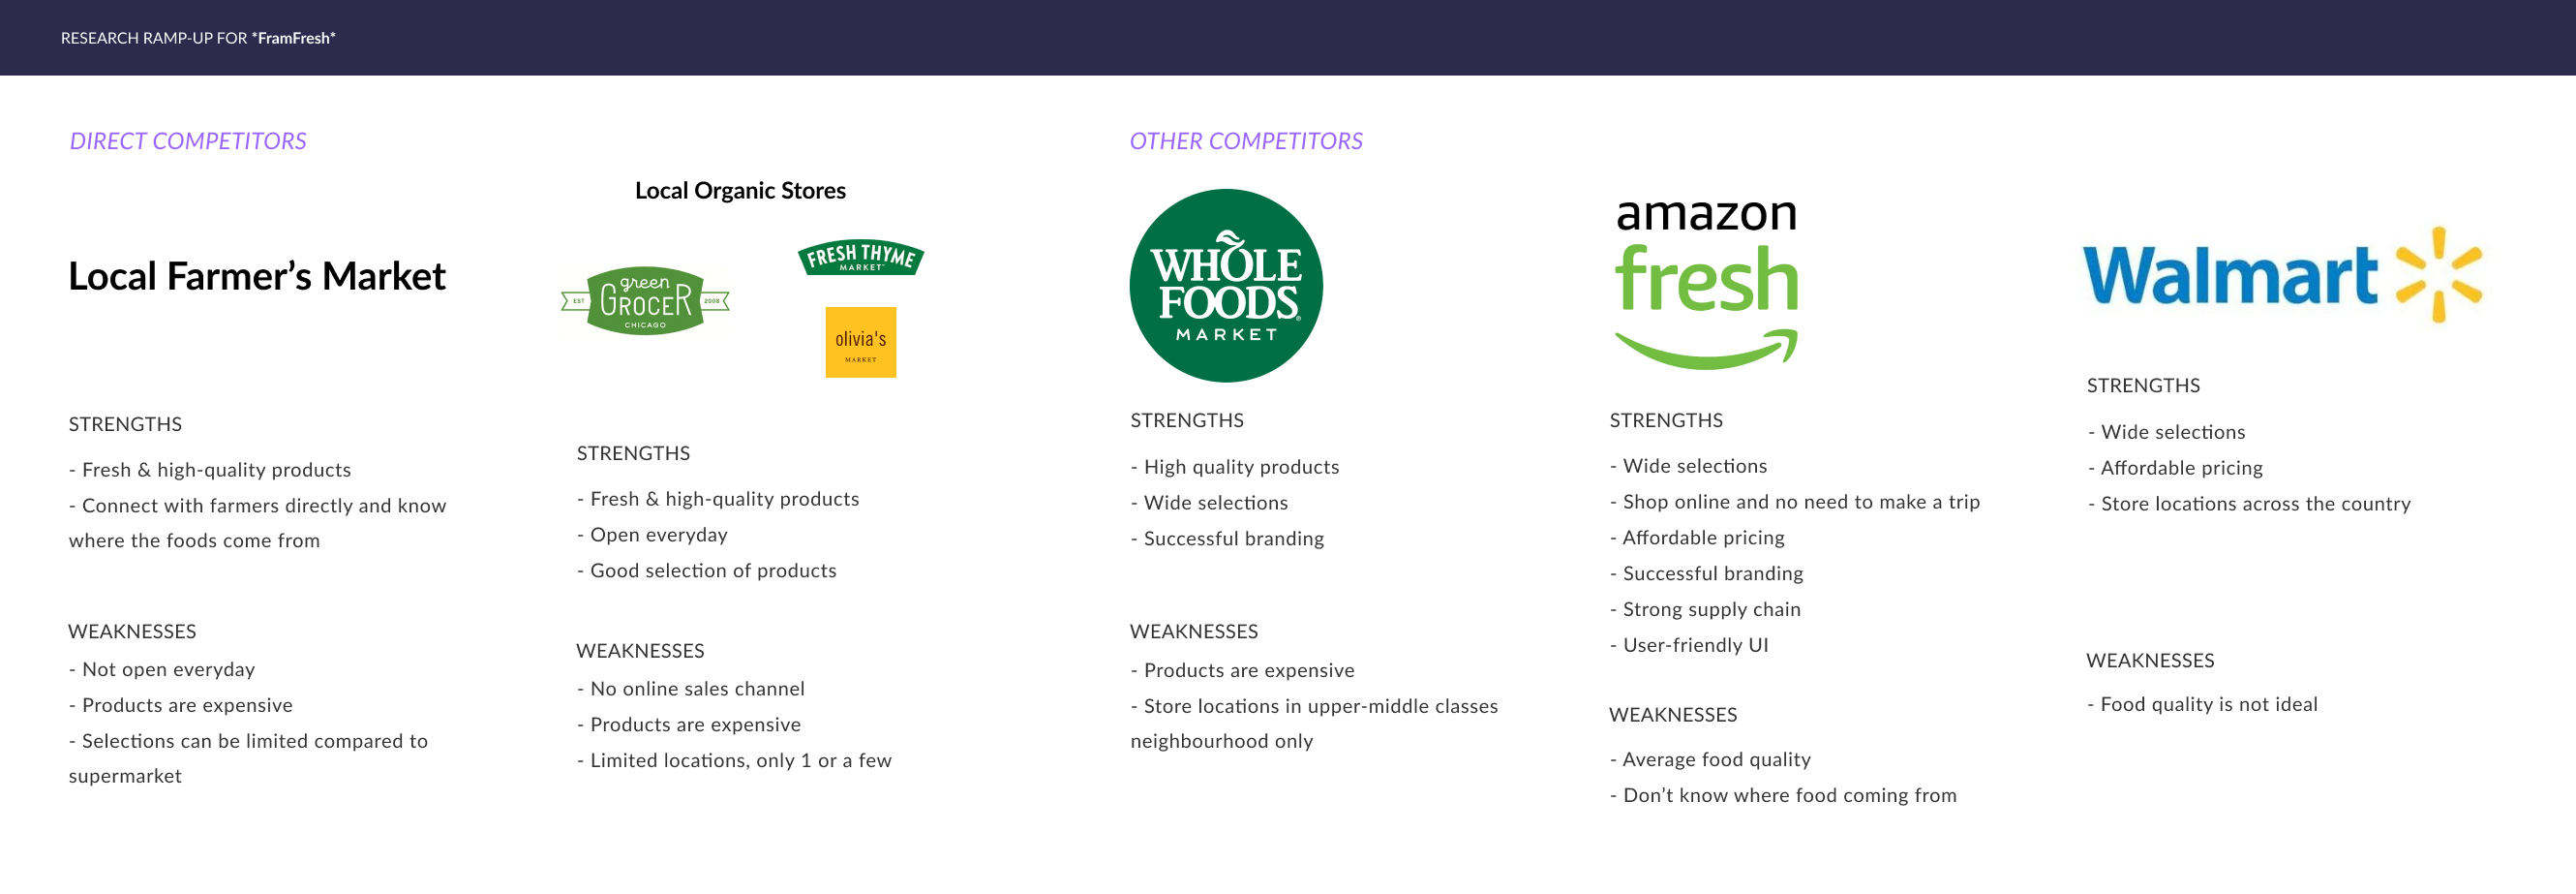 RESEARCH RAMP-UP FOR *FramFresh*
DIRECT COMPETITORS
Local Farmer’s Market
STRENGTHS
- Fresh & high-quality products
- Connect with farmers directly and know
where the foods come from
WEAKNESSES
- Not open everyday
- Products are expensive
- Selections can be limited compared to
supermarket
Local Organic Stores
green
EST GROCER 2008
CHICAGO
FRESH THYME
MARKET
olivia's
MARKET
STRENGTHS
- Fresh & high-quality products
- Open everyday
- Good selection of products
WEAKNESSES
- No online sales channel
- Products are expensive
- Limited locations, only 1 or a few
OTHER COMPETITORS
WHOLE
FOODS®
MARKET
STRENGTHS
- High quality products
- Wide selections
- Successful branding
WEAKNESSES
- Products are expensive
- Store locations in upper-middle classes
neighbourhood only
amazon
fresh
STRENGTHS
- Wide selections
- Shop online and no need to make a trip
- Affordable pricing
- Successful branding
- Strong supply chain
- User-friendly UI
WEAKNESSES
- Average food quality
- Don’t know where food coming from
Walmart
STRENGTHS
- Wide selections
- Affordable pricing
- Store locations across the country
WEAKNESSES
- Food quality is not ideal